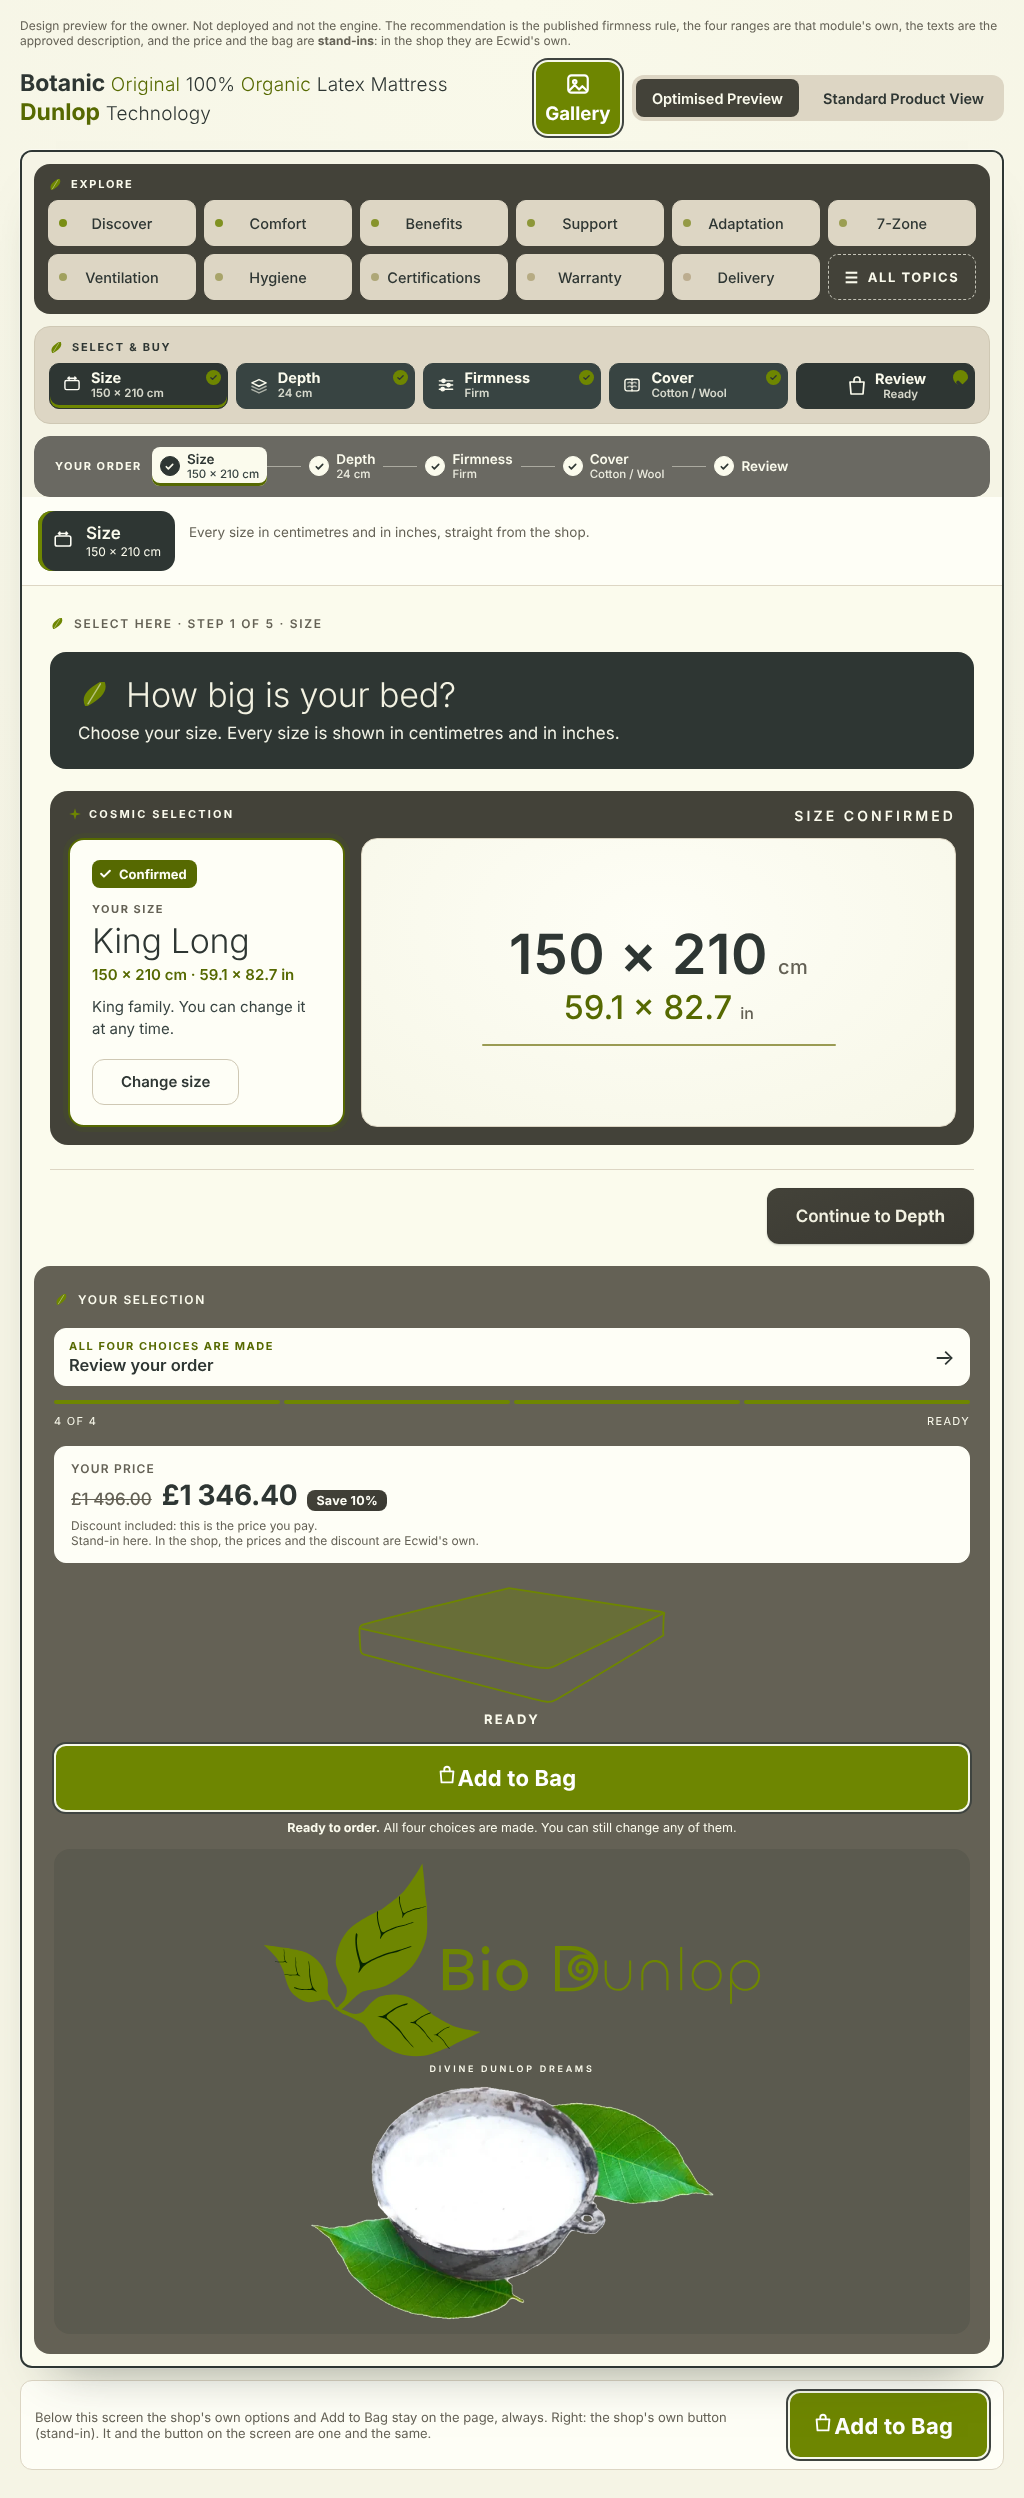 Design preview for the owner. Not deployed and not the engine. The recommendation is the published firmness rule, the four ranges are that module's own, the texts are the
approved description, and the price and the bag are stand-ins: in the shop they are Ecwid's own.
Botanic Original 100% Organic Latex Mattress
Dunlop Technology
Gallery
Optimised Preview
Standard Product View
EXPLORE
Discover
Comfort
Benefits
Support
Adaptation
7-Zone
Ventilation
Hygiene
Certifications
Warranty
Delivery
ALL TOPICS
SELECT & BUY
Size
150 × 210 cm
Depth
24 cm
Firmness
Firm
Cover
Cotton / Wool
Review
Ready
YOUR ORDER
Size
150 × 210 cm
Depth
24 cm
Firmness
Firm
Cover
Cotton / Wool
Review
Size
150 × 210 cm
Every size in centimetres and in inches, straight from the shop.
SELECT HERE · STEP 1 OF 5 · SIZE
How big is your bed?
Choose your size. Every size is shown in centimetres and in inches.
COSMIC SELECTION
SIZE CONFIRMED
Confirmed
YOUR SIZE
King Long
150 × 210 cm · 59.1 × 82.7 in
King family. You can change it
at any time.
Change size
150 × 210 cm
59.1 × 82.7 in
Continue to Depth
YOUR SELECTION
ALL FOUR CHOICES ARE MADE
Review your order
4 OF 4
READY
YOUR PRICE
£1 496.00 £1 346.40 Save 10%
Discount included: this is the price you pay.
Stand-in here. In the shop, the prices and the discount are Ecwid's own.
READY
Add to Bag
Ready to order. All four choices are made. You can still change any of them.
Bio Dunlop
DIVINE DUNLOP DREAMS
Below this screen the shop's own options and Add to Bag stay on the page, always. Right: the shop's own button
(stand-in). It and the button on the screen are one and the same.
Add to Bag